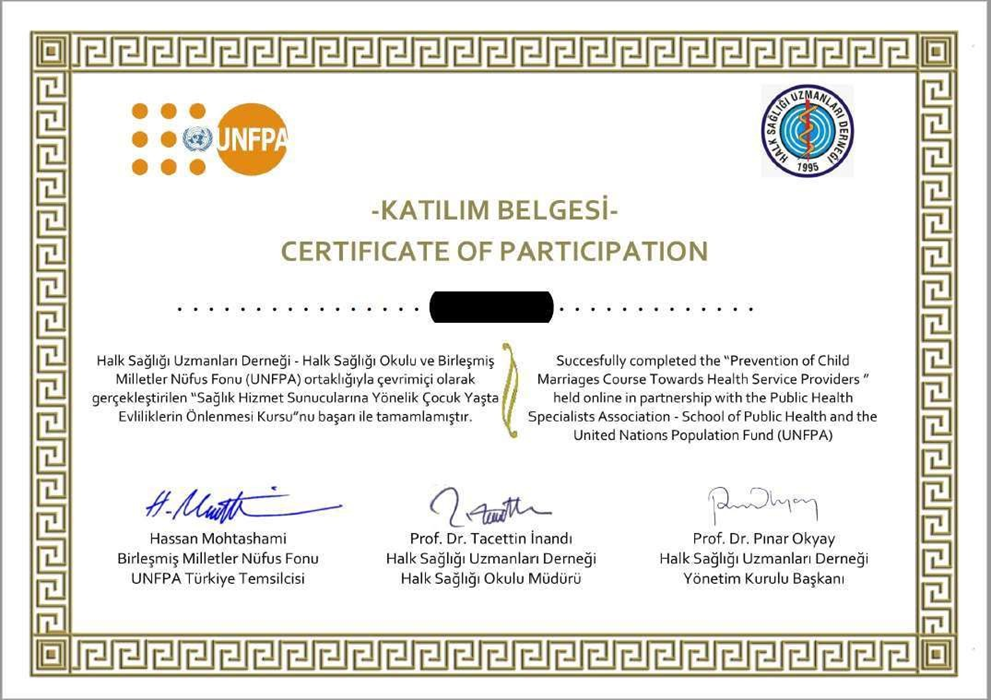 UNFPA
HALK SAĞLIĞI UZMANLARI DERNEĞİ
1995
-KATILIM BELGESİ-
CERTIFICATE OF PARTICIPATION
Halk Sağlığı Uzmanları Derneği - Halk Sağlığı Okulu ve Birleşmiş
Milletler Nüfus Fonu (UNFPA) ortaklığıyla çevrimiçi olarak
gerçekleştirilen "Sağlık Hizmet Sunucularına Yönelik Çocuk Yaşta
Evliliklerin Önlenmesi Kursu"nu başarı ile tamamlamıştır.
Succesfully completed the "Prevention of Child
Marriages Course Towards Health Service Providers "
held online in partnership with the Public Health
Specialists Association - School of Public Health and the
United Nations Population Fund (UNFPA)
Hassan Mohtashami
Birleşmiş Milletler Nüfus Fonu
UNFPA Türkiye Temsilcisi
Prof. Dr. Tacettin İnandı
Halk Sağlığı Uzmanları Derneği
Halk Sağlığı Okulu Müdürü
Prof. Dr. Pınar Okyay
Halk Sağlığı Uzmanları Derneği
Yönetim Kurulu Başkanı